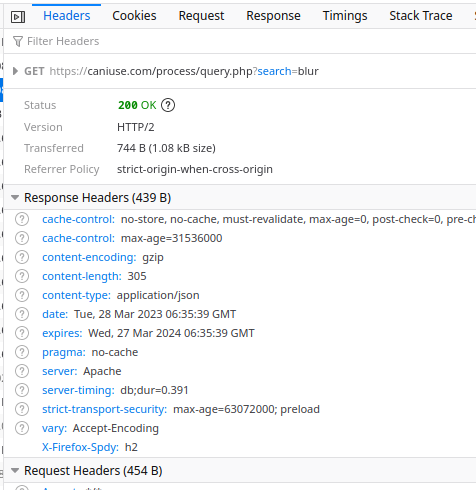 Headers Cookies Request Response Timings Stack Trace
Filter Headers
GET https://caniuse.com/process/query.php?search=blur
Status 200 OK ?
Version HTTP/2
Transferred 744 B (1.08 kB size)
Referrer Policy strict-origin-when-cross-origin
Response Headers (439 B)
? cache-control: no-store, no-cache, must-revalidate, max-age=0, post-check=0, pre-ch
? cache-control: max-age=31536000
? content-encoding: gzip
? content-length: 305
? content-type: application/json
? date: Tue, 28 Mar 2023 06:35:39 GMT
? expires: Wed, 27 Mar 2024 06:35:39 GMT
? pragma: no-cache
? server: Apache
? server-timing: db;dur=0.391
? strict-transport-security: max-age=63072000; preload
? vary: Accept-Encoding
X-Firefox-Spdy: h2
Request Headers (454 B)